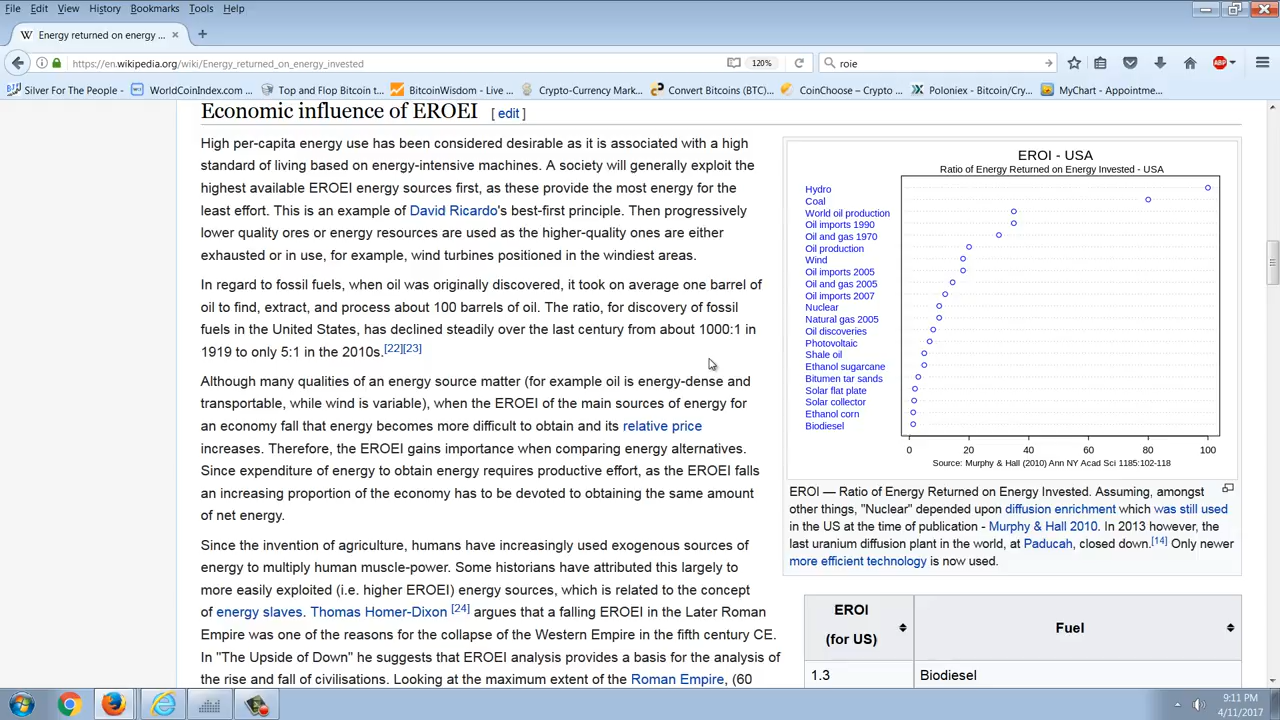 File Edit View History Bookmarks Tools Help
W Energy returned on energy ... × +
https://en.wikipedia.org/wiki/Energy_returned_on_energy_invested 120% roie ABP
Silver For The People - WorldCoinIndex.com ... Top and Flop Bitcoin t... BitcoinWisdom - Live ... Crypto-Currency Mark... Convert Bitcoins (BTC)... CoinChoose – Crypto ... Poloniex - Bitcoin/Cry... MyChart - Appointme...
Economic influence of EROEI [ edit ]
High per-capita energy use has been considered desirable as it is associated with a high
standard of living based on energy-intensive machines. A society will generally exploit the
highest available EROEI energy sources first, as these provide the most energy for the
least effort. This is an example of David Ricardo's best-first principle. Then progressively
lower quality ores or energy resources are used as the higher-quality ones are either
exhausted or in use, for example, wind turbines positioned in the windiest areas.
In regard to fossil fuels, when oil was originally discovered, it took on average one barrel of
oil to find, extract, and process about 100 barrels of oil. The ratio, for discovery of fossil
fuels in the United States, has declined steadily over the last century from about 1000:1 in
1919 to only 5:1 in the 2010s.[22][23]
Although many qualities of an energy source matter (for example oil is energy-dense and
transportable, while wind is variable), when the EROEI of the main sources of energy for
an economy fall that energy becomes more difficult to obtain and its relative price
increases. Therefore, the EROEI gains importance when comparing energy alternatives.
Since expenditure of energy to obtain energy requires productive effort, as the EROEI falls
an increasing proportion of the economy has to be devoted to obtaining the same amount
of net energy.
Since the invention of agriculture, humans have increasingly used exogenous sources of
energy to multiply human muscle-power. Some historians have attributed this largely to
more easily exploited (i.e. higher EROEI) energy sources, which is related to the concept
of energy slaves. Thomas Homer-Dixon [24] argues that a falling EROEI in the Later Roman
Empire was one of the reasons for the collapse of the Western Empire in the fifth century CE.
In "The Upside of Down" he suggests that EROEI analysis provides a basis for the analysis of
the rise and fall of civilisations. Looking at the maximum extent of the Roman Empire, (60
EROI - USA
Ratio of Energy Returned on Energy Invested - USA
Hydro
Coal
World oil production
Oil imports 1990
Oil and gas 1970
Oil production
Wind
Oil imports 2005
Oil and gas 2005
Oil imports 2007
Nuclear
Natural gas 2005
Oil discoveries
Photovoltaic
Shale oil
Ethanol sugarcane
Bitumen tar sands
Solar flat plate
Solar collector
Ethanol corn
Biodiesel
0 20 40 60 80 100
Source: Murphy & Hall (2010) Ann NY Acad Sci 1185:102-118
EROI — Ratio of Energy Returned on Energy Invested. Assuming, amongst
other things, "Nuclear" depended upon diffusion enrichment which was still used
in the US at the time of publication - Murphy & Hall 2010. In 2013 however, the
last uranium diffusion plant in the world, at Paducah, closed down.[14] Only newer
more efficient technology is now used.
EROI
(for US)
Fuel
1.3 Biodiesel
9:11 PM
4/11/2017